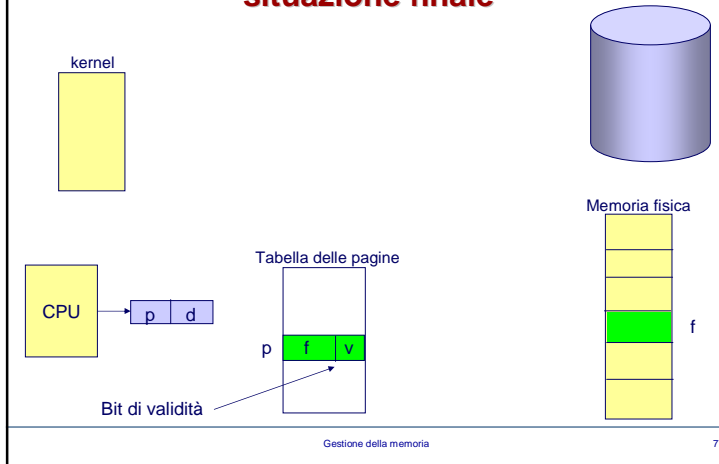 situazione finale
kernel
Memoria fisica
Tabella delle pagine
CPU
p d
f
p f v
Bit di validità
Gestione della memoria 7